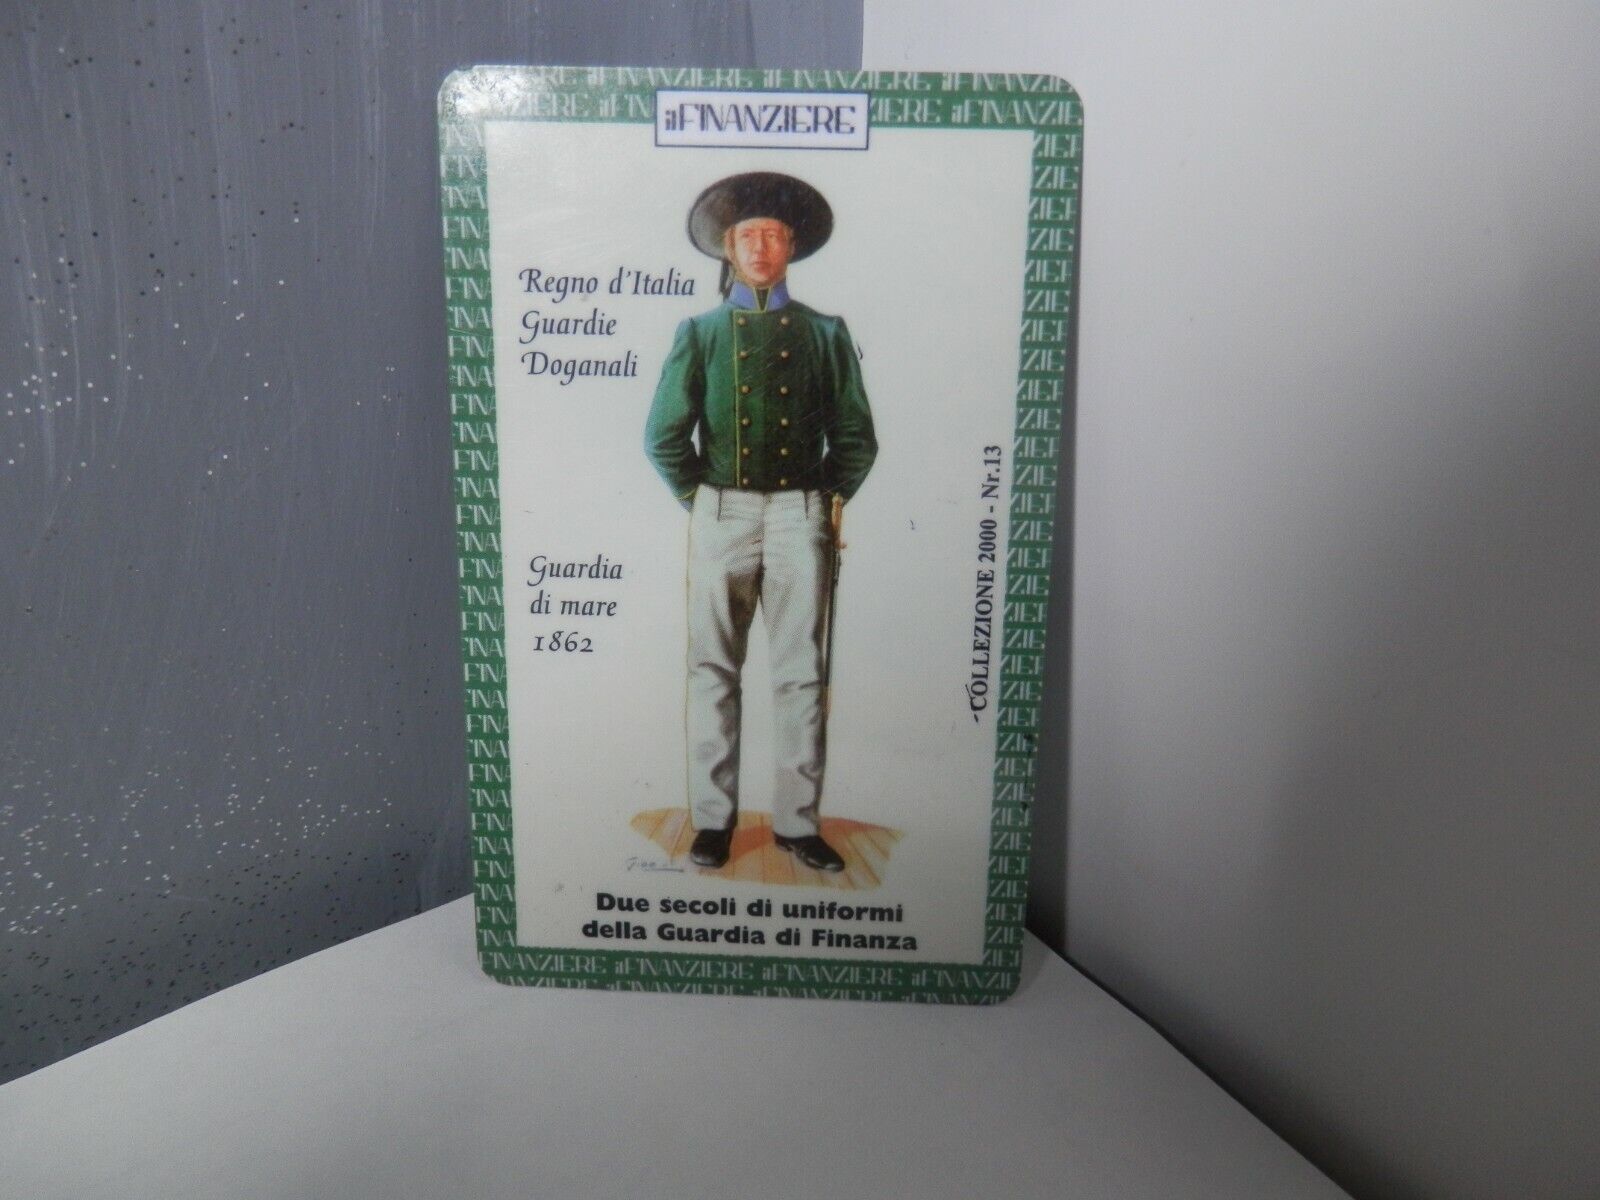 il FINANZIERE
Regno d'Italia
Guardie
Doganali
Guardia
di mare
1862
COLLEZIONE 2000 - Nr.13
Due secoli di uniformi
della Guardia di Finanza